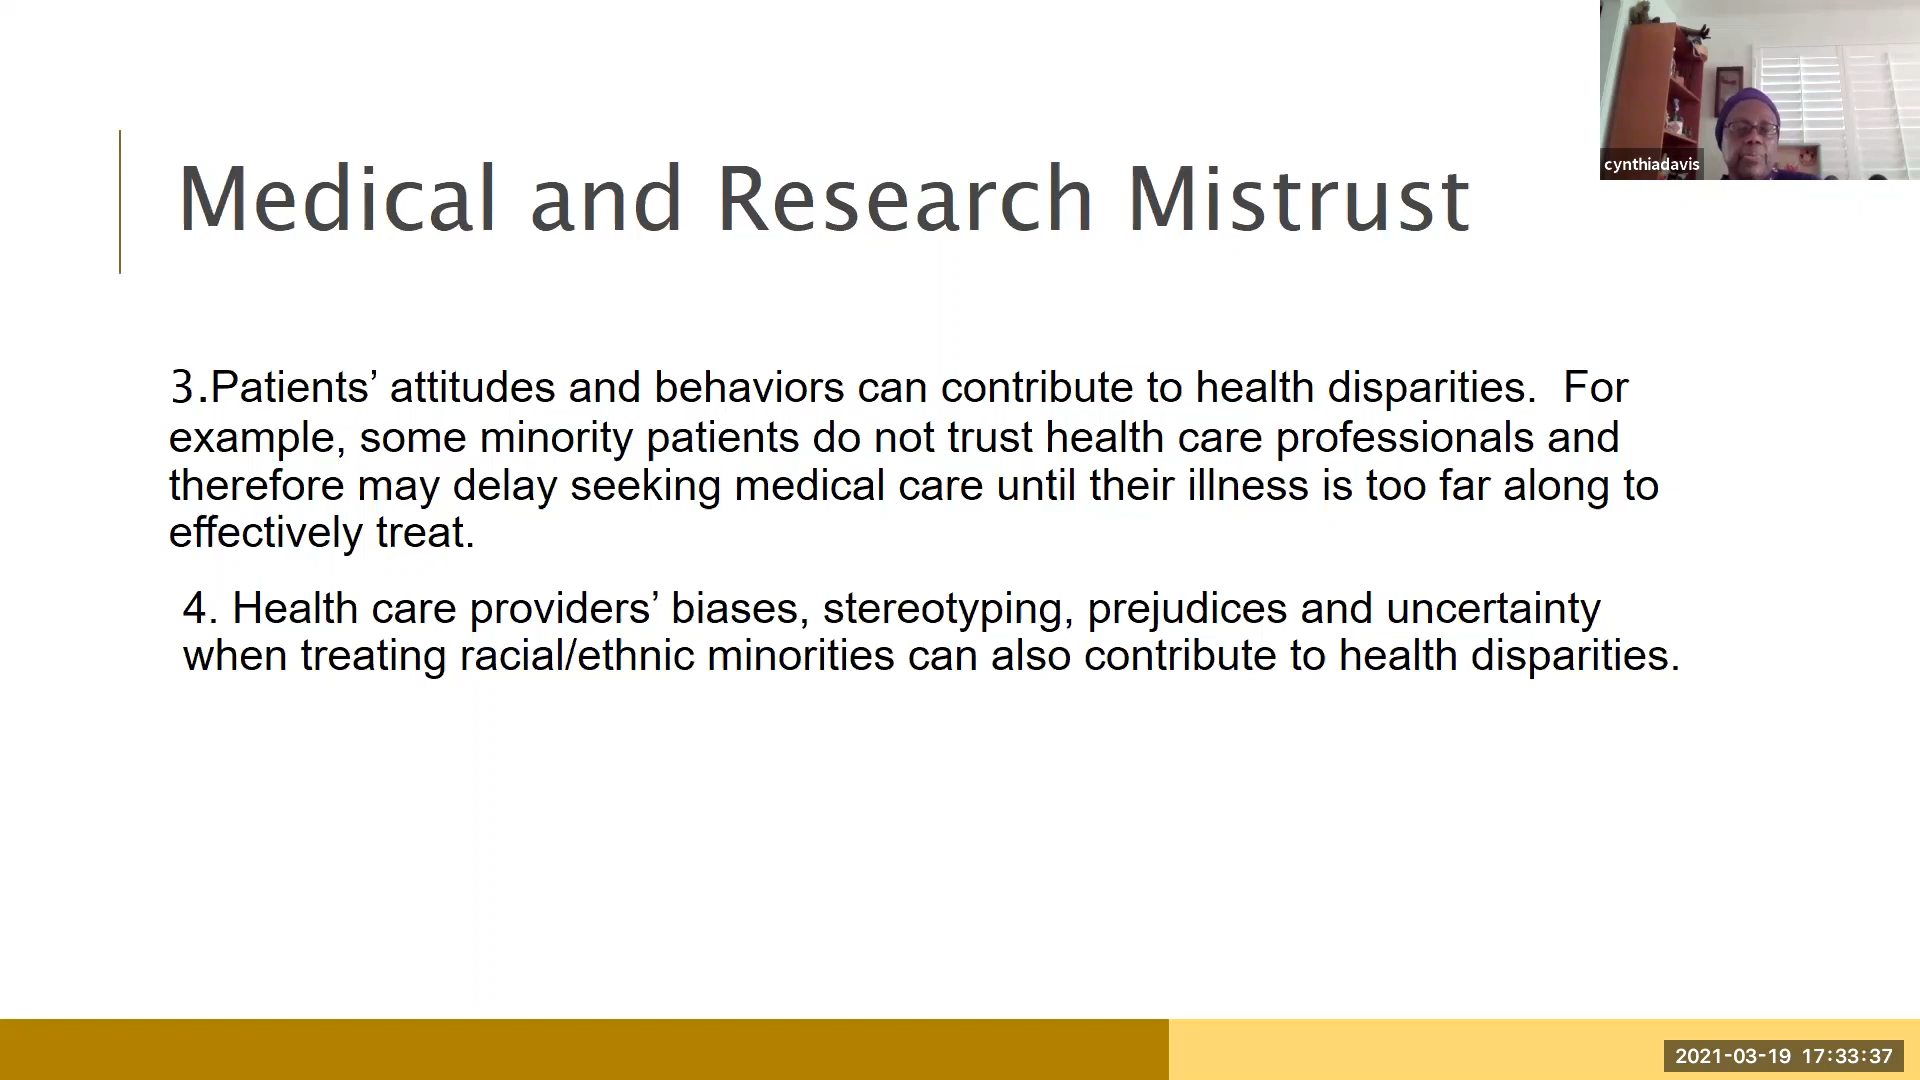 cynthiadavis
Medical and Research Mistrust
3.Patients’ attitudes and behaviors can contribute to health disparities.  For
example, some minority patients do not trust health care professionals and
therefore may delay seeking medical care until their illness is too far along to
effectively treat.
4. Health care providers’ biases, stereotyping, prejudices and uncertainty
when treating racial/ethnic minorities can also contribute to health disparities.
2021-03-19  17:33:37